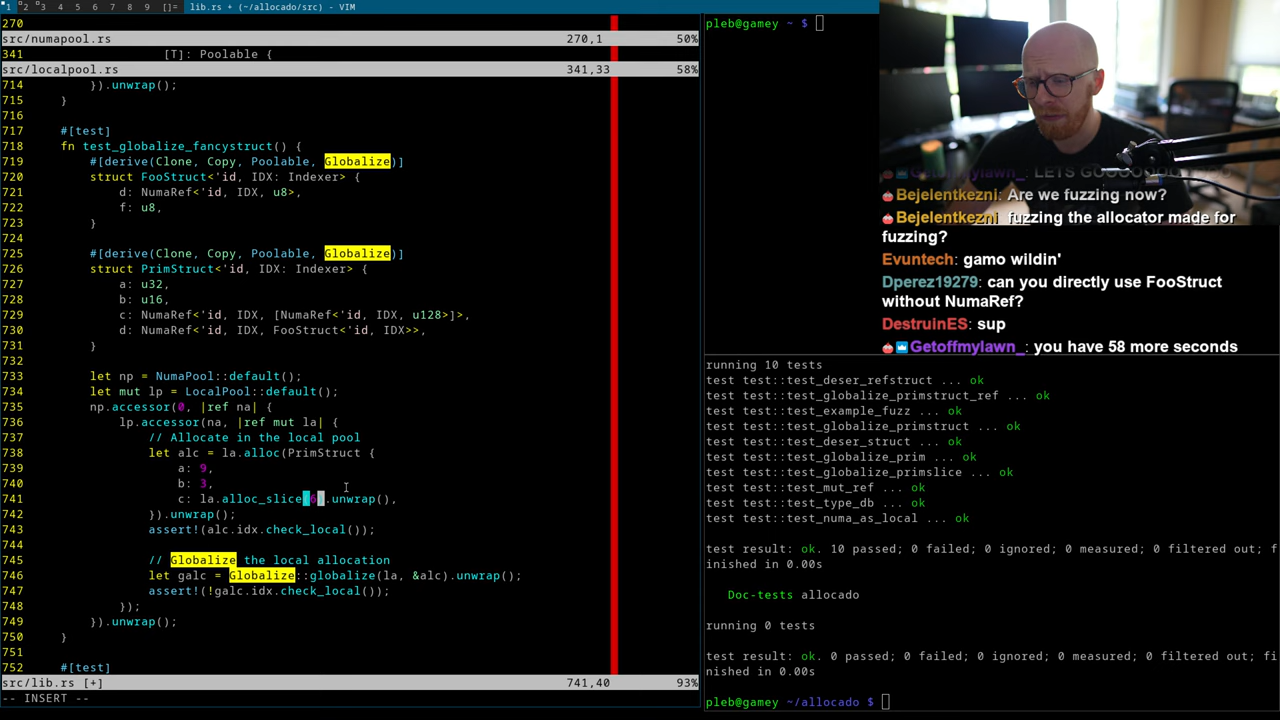 1 2 3 4 5 6 7 8 9 []= lib.rs + (~/allocado/src) - VIM
270
src/numapool.rs 270,1 50%
341 [T]: Poolable {
src/localpool.rs 341,33 58%
714 }).unwrap();
715 }
716
717 #[test]
718 fn test_globalize_fancystruct() {
719 #[derive(Clone, Copy, Poolable, Globalize)]
720 struct FooStruct<'id, IDX: Indexer> {
721 d: NumaRef<'id, IDX, u8>,
722 f: u8,
723 }
724
725 #[derive(Clone, Copy, Poolable, Globalize)]
726 struct PrimStruct<'id, IDX: Indexer> {
727 a: u32,
728 b: u16,
729 c: NumaRef<'id, IDX, [NumaRef<'id, IDX, u128>]>,
730 d: NumaRef<'id, IDX, FooStruct<'id, IDX>>,
731 }
732
733 let np = NumaPool::default();
734 let mut lp = LocalPool::default();
735 np.accessor(0, |ref na| {
736 lp.accessor(na, |ref mut la| {
737 // Allocate in the local pool
738 let alc = la.alloc(PrimStruct {
739 a: 9,
740 b: 3,
741 c: la.alloc_slice(6).unwrap(),
742 }).unwrap();
743 assert!(alc.idx.check_local());
744
745 // Globalize the local allocation
746 let galc = Globalize::globalize(la, &alc).unwrap();
747 assert!(!galc.idx.check_local());
748 });
749 }).unwrap();
750 }
751
752 #[test]
src/lib.rs [+] 741,40 93%
-- INSERT --
pleb@gamey ~ $
Getoffmylawn_: LETS GOOOOOOO
Bejelentkezni: Are we fuzzing now?
Bejelentkezni fuzzing the allocator made for
fuzzing?
Evuntech: gamo wildin'
Dperez19279: can you directly use FooStruct
without NumaRef?
DestruinES: sup
Getoffmylawn_: you have 58 more seconds
running 10 tests
test test::test_deser_refstruct ... ok
test test::test_globalize_primstruct_ref ... ok
test test::test_example_fuzz ... ok
test test::test_globalize_primstruct ... ok
test test::test_deser_struct ... ok
test test::test_globalize_prim ... ok
test test::test_globalize_primslice ... ok
test test::test_mut_ref ... ok
test test::test_type_db ... ok
test test::test_numa_as_local ... ok
test result: ok. 10 passed; 0 failed; 0 ignored; 0 measured; 0 filtered out; fi
nished in 0.00s
Doc-tests allocado
running 0 tests
test result: ok. 0 passed; 0 failed; 0 ignored; 0 measured; 0 filtered out; fi
nished in 0.00s
pleb@gamey ~/allocado $